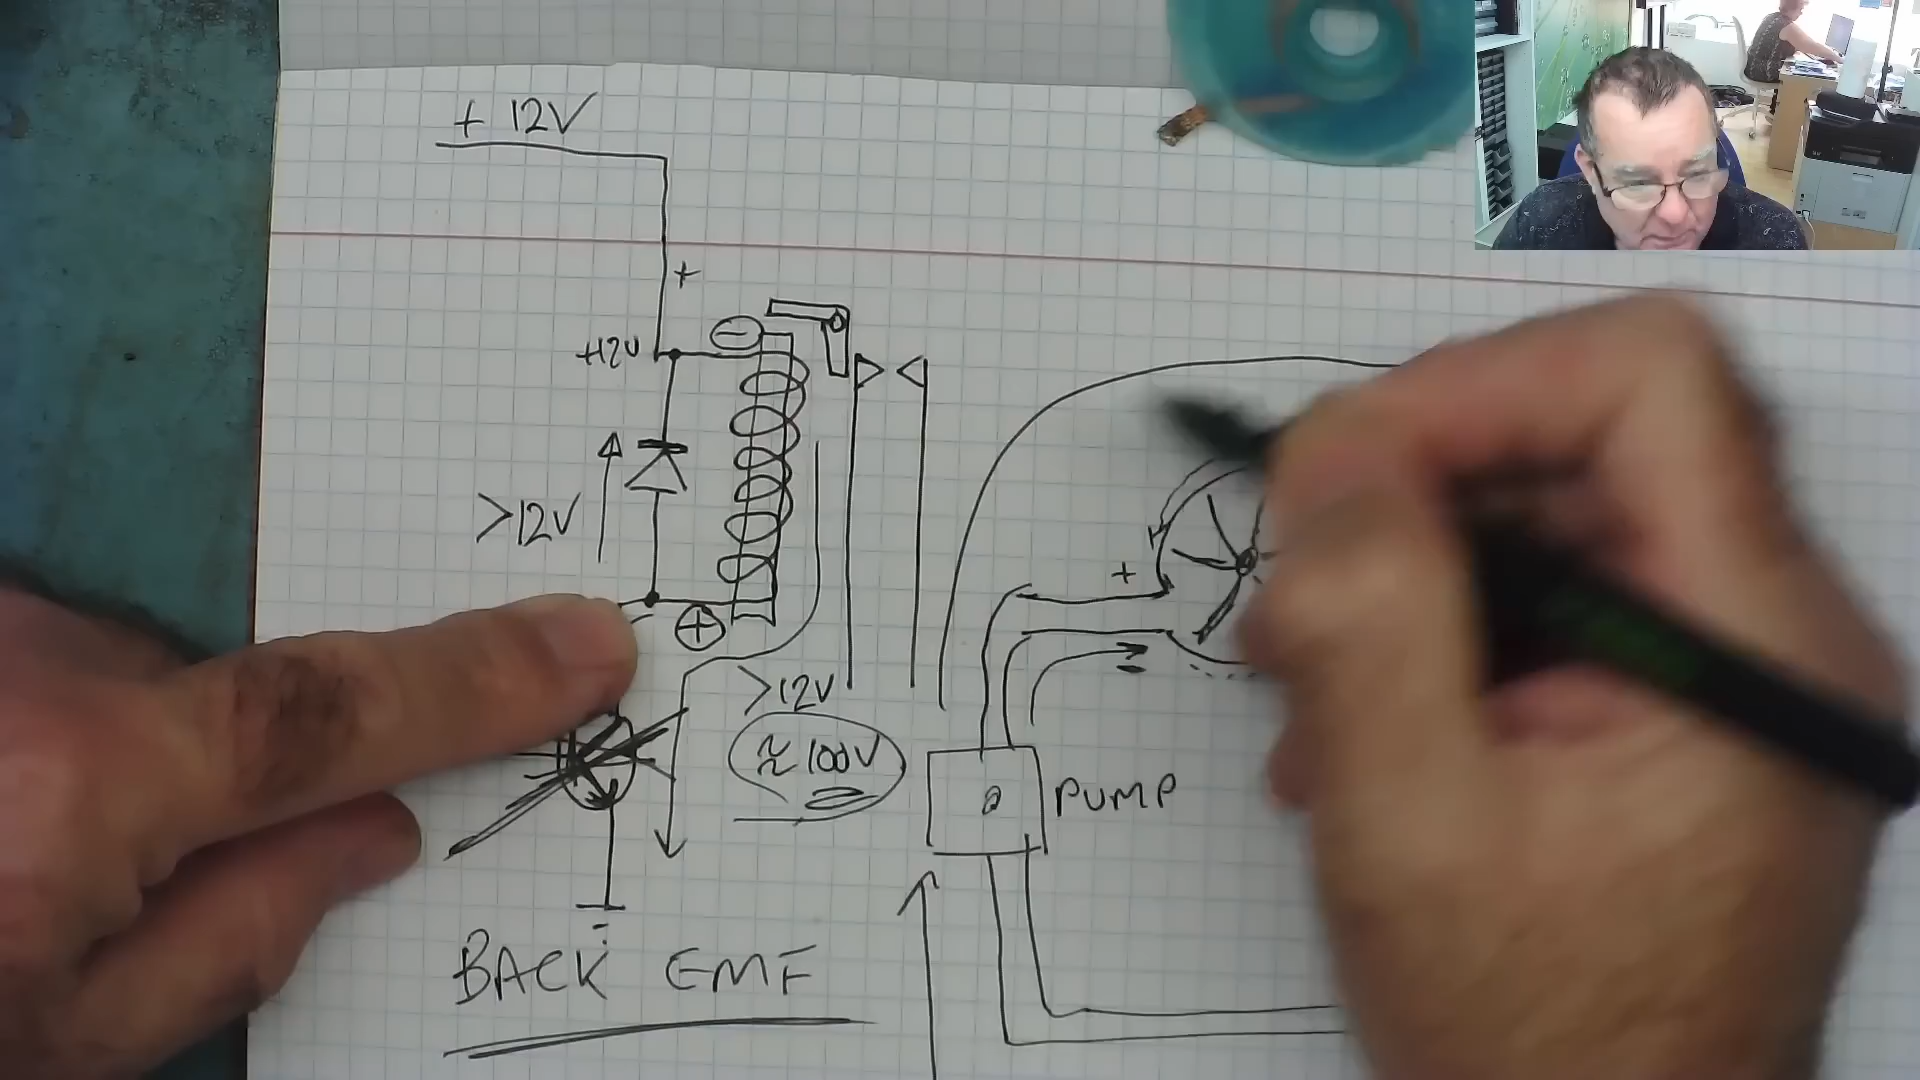 + 12V
+
+12V
-
>12V
+
+
>12V
≈ 100V
PUMP
-
BACK EMF